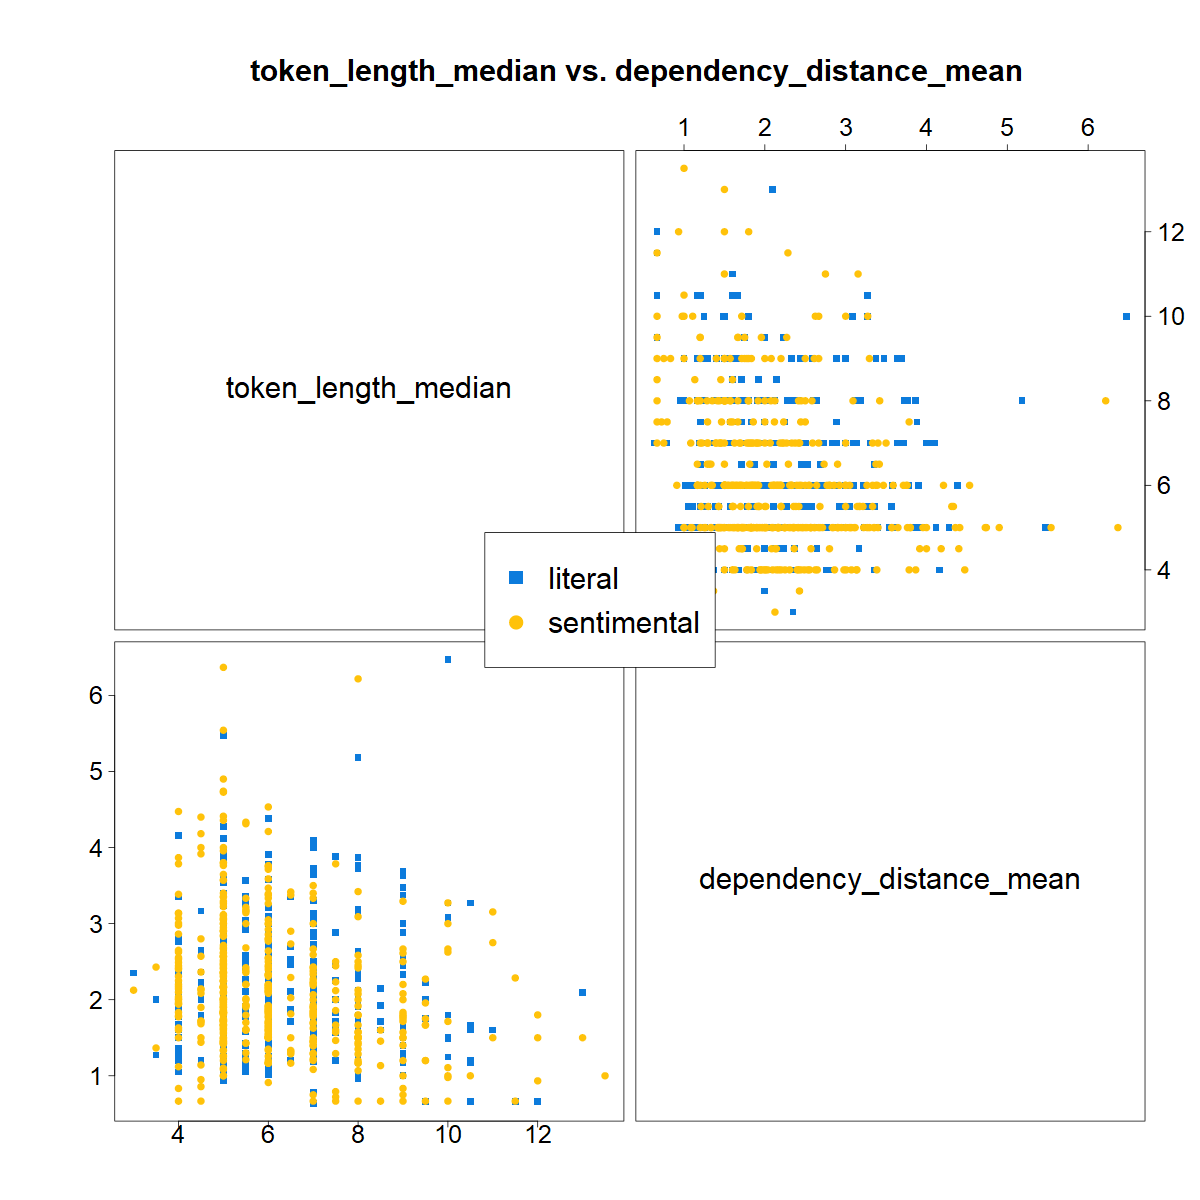 token_length_median vs. dependency_distance_mean
1 2 3 4 5 6
token_length_median
12
10
8
6
4
literal
sentimental
6
5
4
3
2
1
dependency_distance_mean
4 6 8 10 12